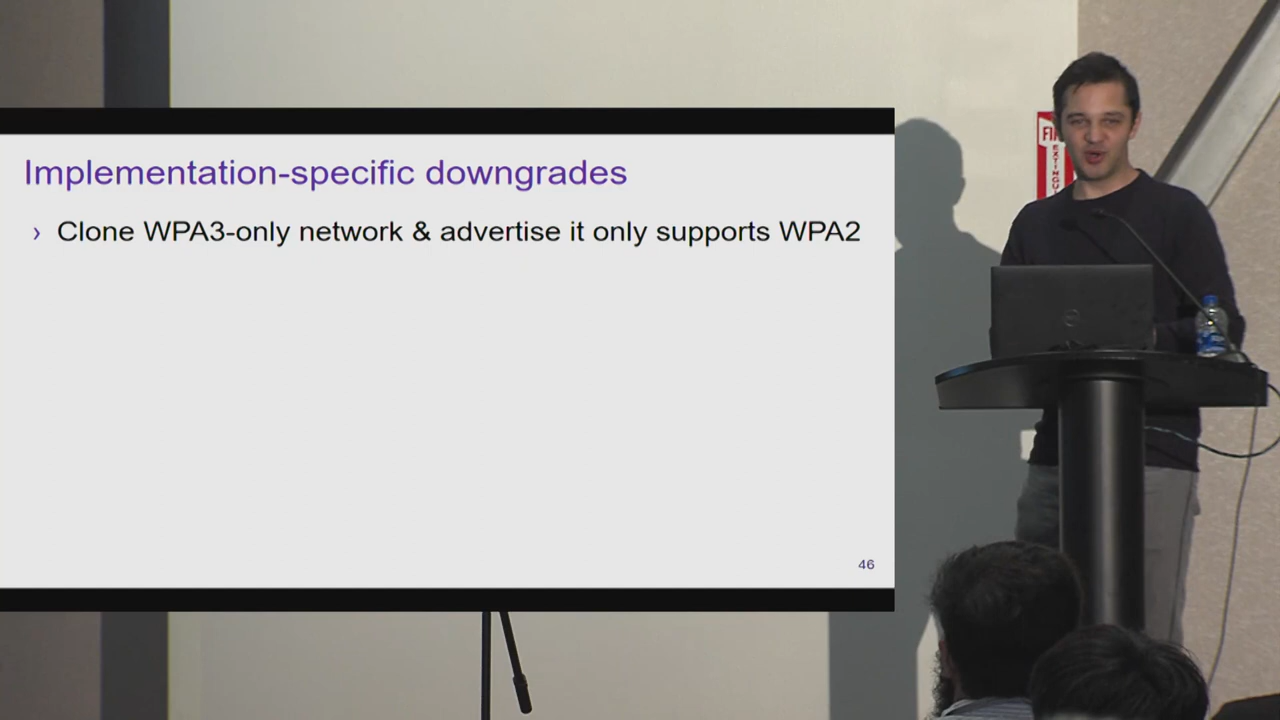 Implementation-specific downgrades
› Clone WPA3-only network & advertise it only supports WPA2
46